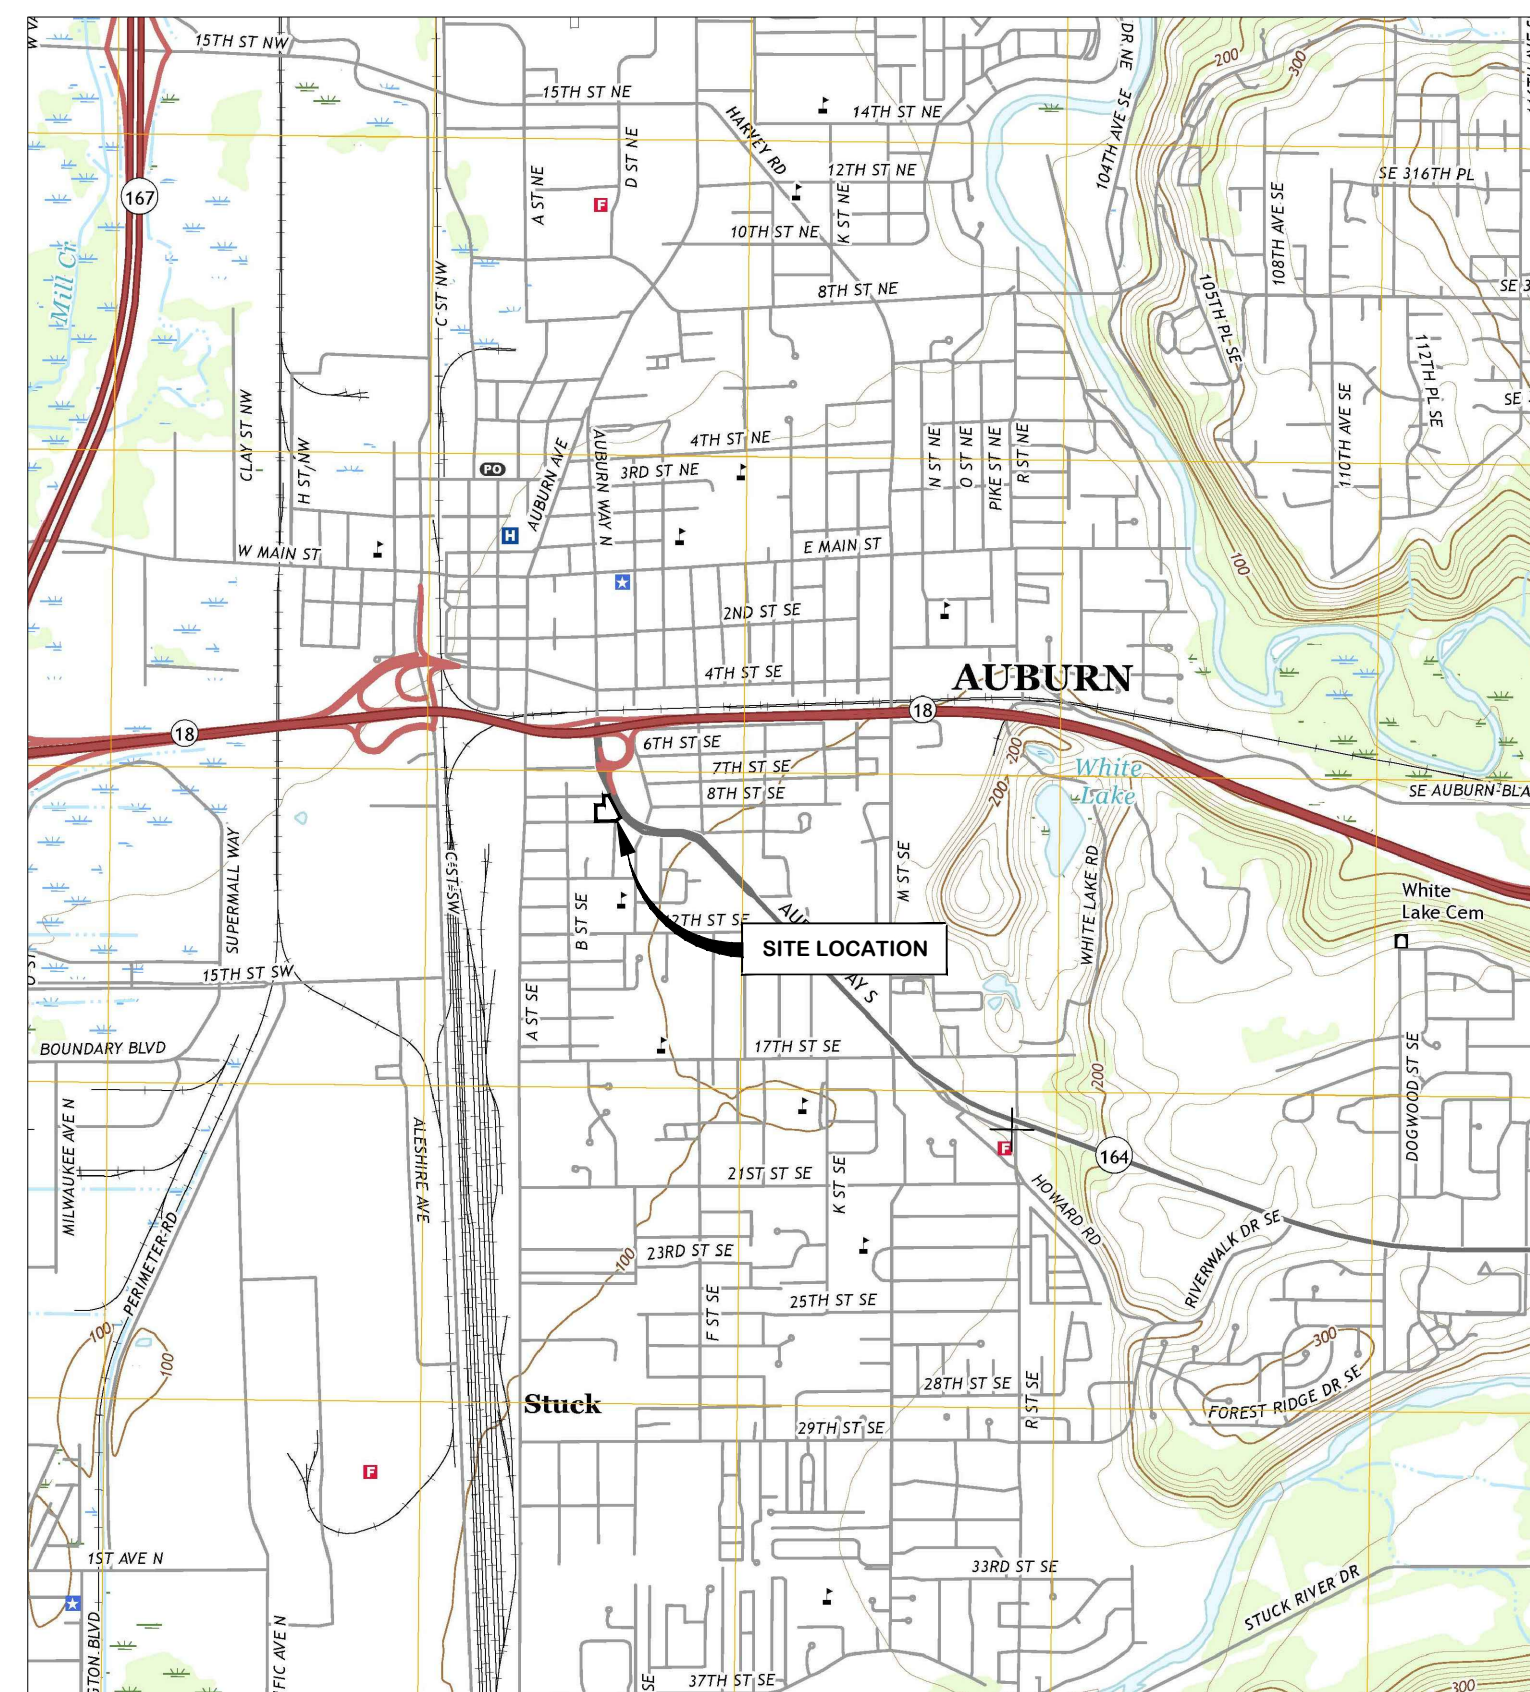 15TH ST NW
DR NE
200
300
15TH ST NE
HARVEY RD
14TH ST NE
104TH AVE SE
D ST NE
12TH ST NE
SE 316TH PL
167
A ST NE
F
K ST NE
108TH AVE SE
10TH ST NE
Mill Cr
C ST NW
8TH ST NE
105TH PL SE
112TH PL SE
CLAY ST NW
H ST NW
AUBURN AVE
AUBURN WAY N
4TH ST NE
3RD ST NE
N ST NE
O ST NE
PIKE ST NE
R ST NE
110TH AVE SE
PO
H
W MAIN ST
E MAIN ST
100
2ND ST SE
4TH ST SE
AUBURN
18
18
6TH ST SE
7TH ST SE
8TH ST SE
200
200
White
Lake
SE AUBURN-BLA
SUPERMALL WAY
C ST SW
B ST SE
M ST SE
WHITE LAKE RD
White
Lake Cem
12TH ST SE
SITE LOCATION
AY S
15TH ST SW
A ST SE
BOUNDARY BLVD
17TH ST SE
200
DOGWOOD ST SE
MILWAUKEE AVE N
ALESHIRE AVE
F
164
21ST ST SE
K ST SE
HOWARD RD
PERIMETER RD
RIVERWALK DR SE
100
23RD ST SE
25TH ST SE
F ST SE
100
100
300
Stuck
28TH ST SE
R ST SE
FOREST RIDGE DR SE
29TH ST SE
F
1ST AVE N
33RD ST SE
STUCK RIVER DR
GTON BLVD
FIC AVE N
SE
37TH ST SE
300